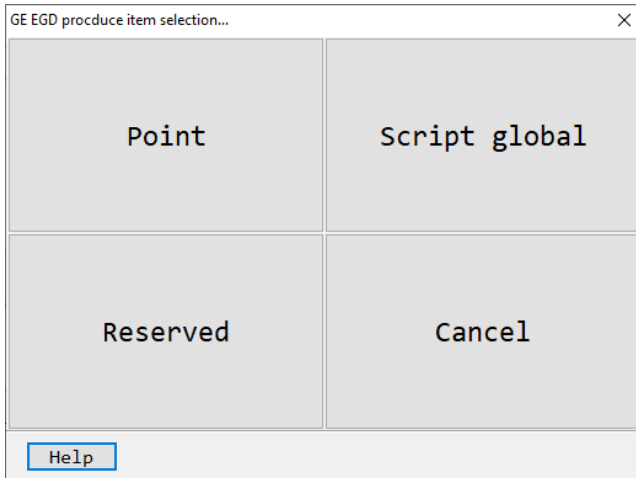 GE EGD procduce item selection...
Point
Script global
Reserved
Cancel
Help